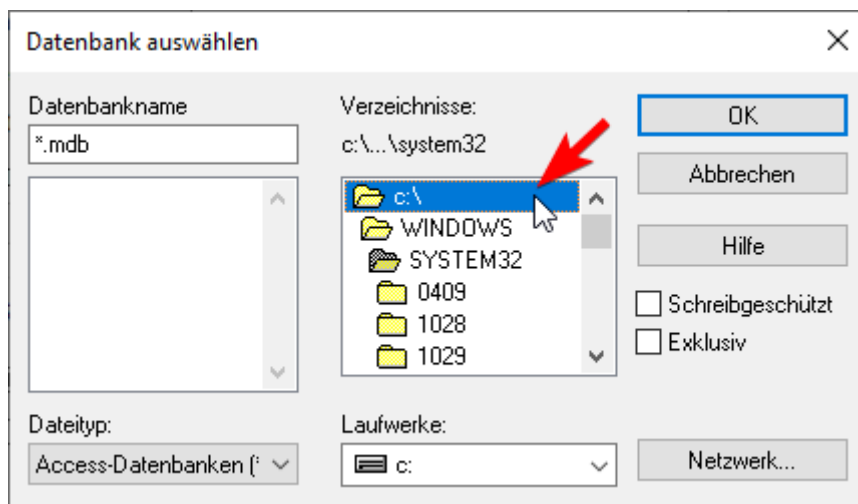 Datenbank auswählen
Datenbankname
*.mdb
Verzeichnisse:
c:\...\system32
c:\
WINDOWS
SYSTEM32
0409
1028
1029
OK
Abbrechen
Hilfe
Schreibgeschützt
Exklusiv
Dateityp:
Access-Datenbanken (*
Laufwerke:
c:
Netzwerk...